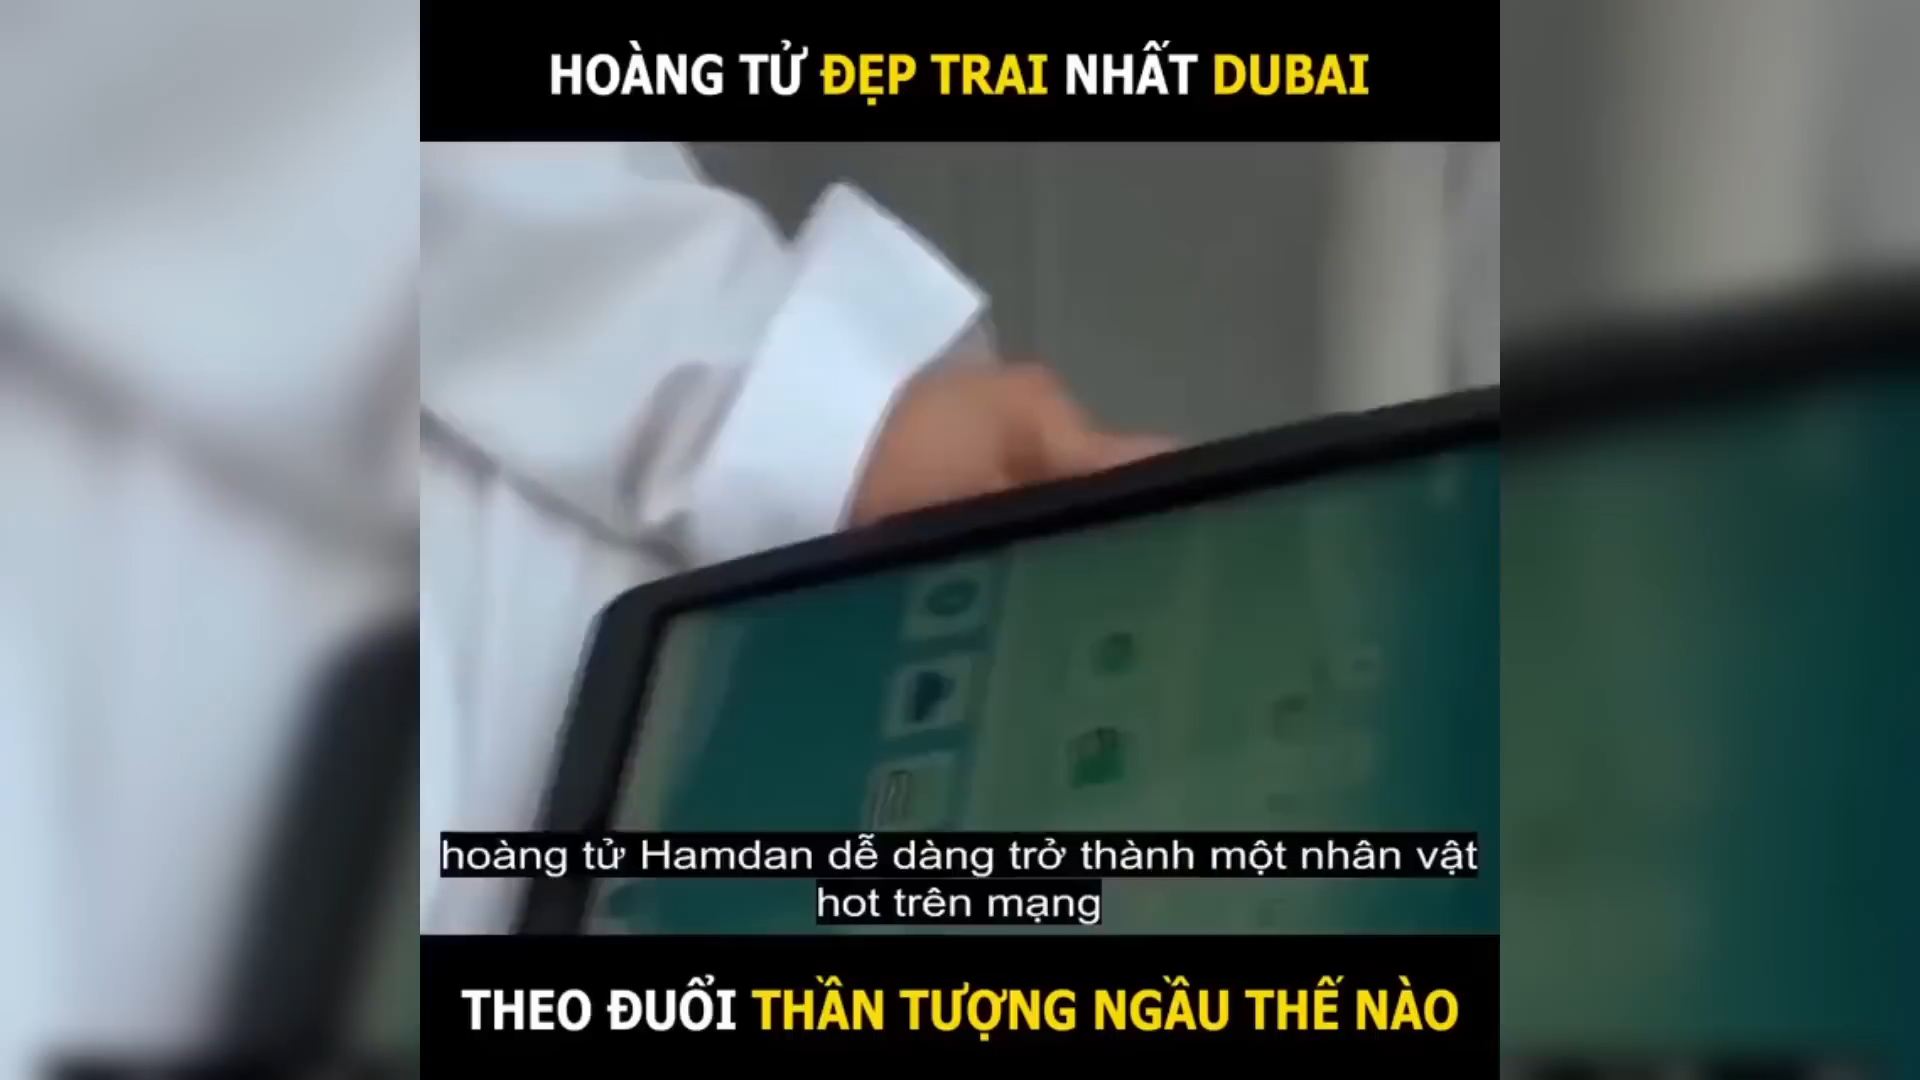 HOÀNG TỬ ĐẸP TRAI NHẤT DUBAI
hoàng tử Hamdan dễ dàng trở thành một nhân vật
hot trên mạng
THEO ĐUỔI THẦN TƯỢNG NGẦU THẾ NÀO